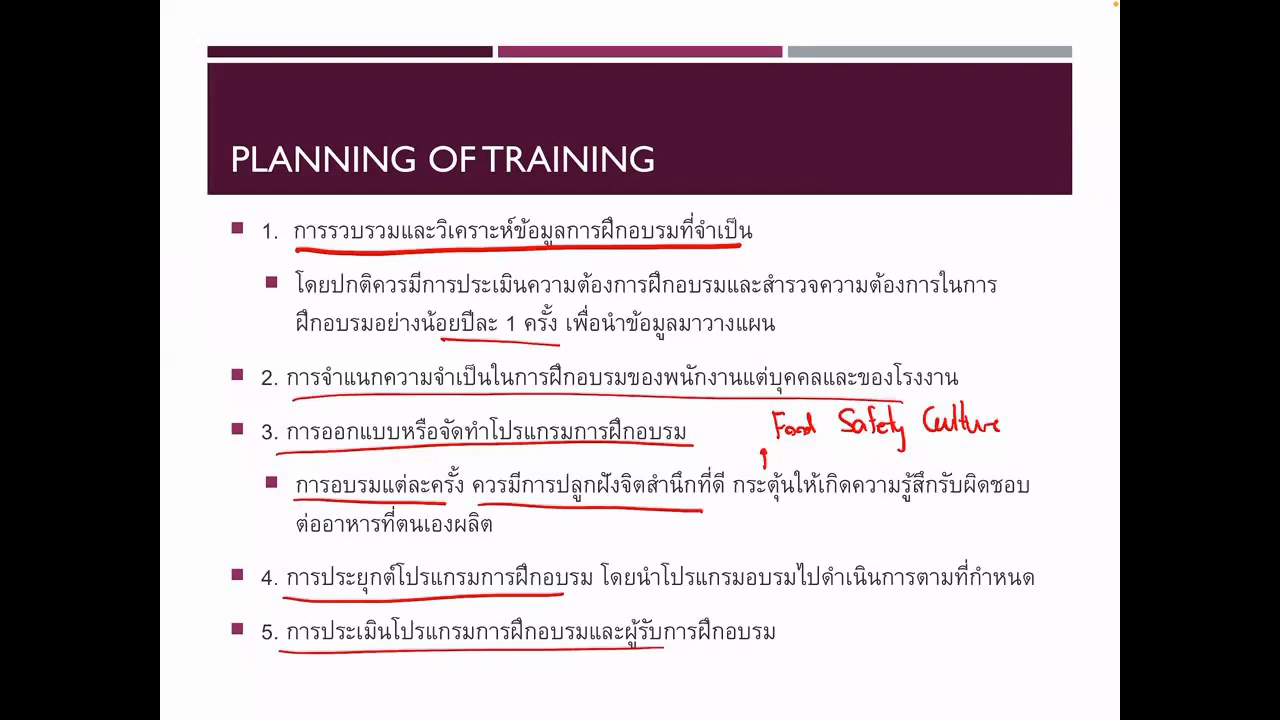 PLANNING OF TRAINING
1. การรวบรวมและวิเคราะห์ข้อมูลการฝึกอบรมที่จำเป็น
โดยปกติควรมีการประเมินความต้องการฝึกอบรมและสำรวจความต้องการในการ
ฝึกอบรมอย่างน้อยปีละ 1 ครั้ง เพื่อนำข้อมูลมาวางแผน
2. การจำแนกความจำเป็นในการฝึกอบรมของพนักงานแต่บุคคลและของโรงงาน
Food Safety Culture
3. การออกแบบหรือจัดทำโปรแกรมการฝึกอบรม
การอบรมแต่ละครั้ง ควรมีการปลูกฝังจิตสำนึกที่ดี กระตุ้นให้เกิดความรู้สึกรับผิดชอบ
ต่ออาหารที่ตนเองผลิต
4. การประยุกต์โปรแกรมการฝึกอบรม โดยนำโปรแกรมอบรมไปดำเนินการตามที่กำหนด
5. การประเมินโปรแกรมการฝึกอบรมและผู้รับการฝึกอบรม